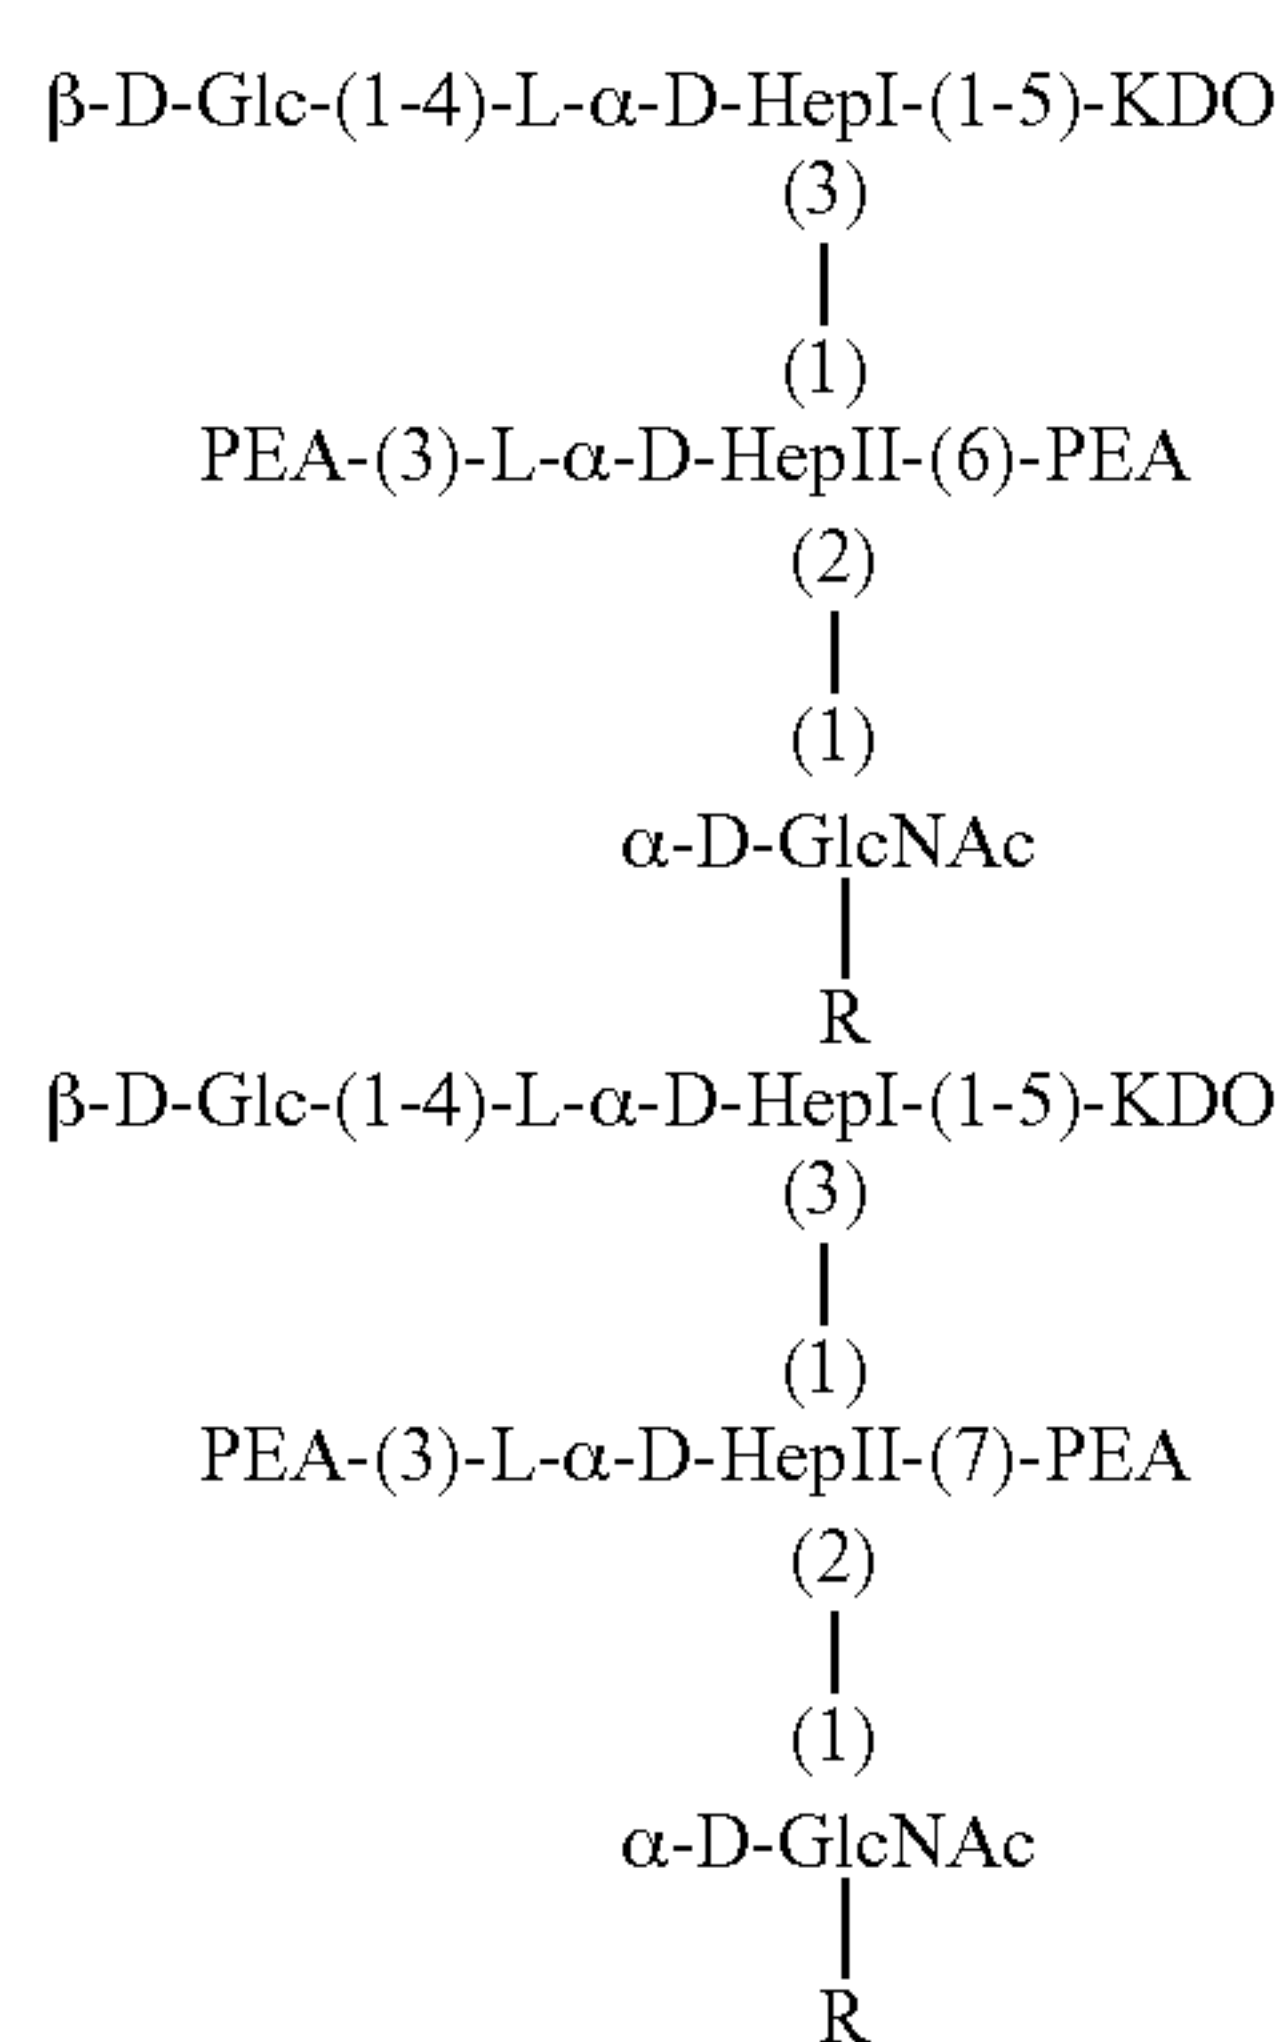 β-D-Glc-(1-4)-L-α-D-HepI-(1-5)-KDO
(3)
(1)
PEA-(3)-L-α-D-HepII-(6)-PEA
(2)
(1)
α-D-GlcNAc
R
β-D-Glc-(1-4)-L-α-D-HepI-(1-5)-KDO
(3)
(1)
PEA-(3)-L-α-D-HepII-(7)-PEA
(2)
(1)
α-D-GlcNAc
R